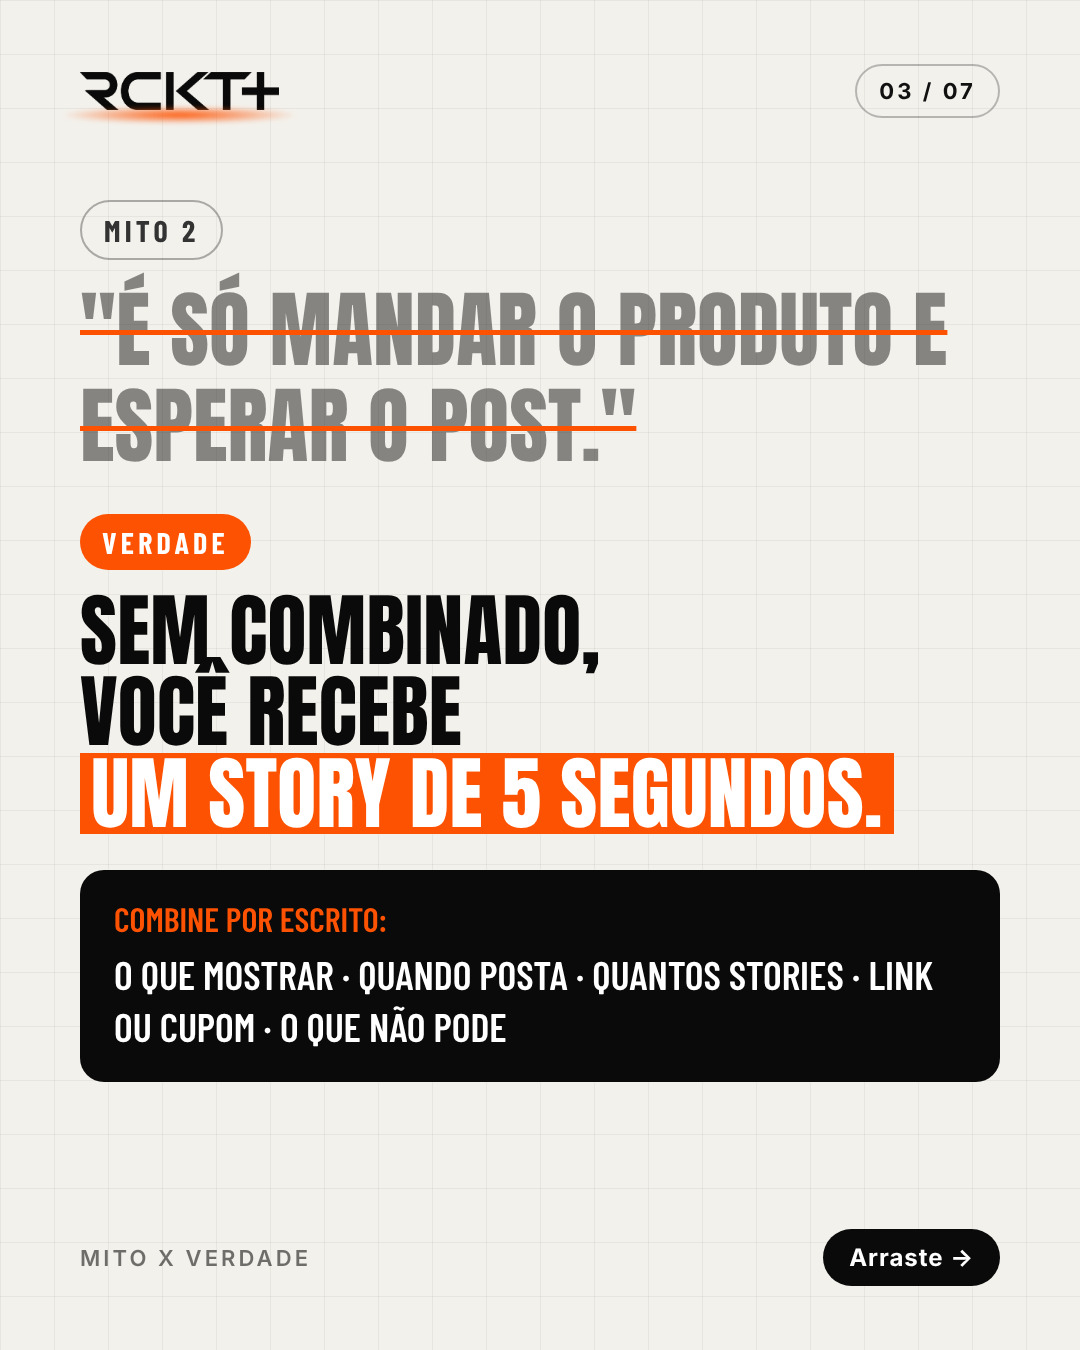 RCKT+
03 / 07
MITO 2
"É SÓ MANDAR O PRODUTO E
ESPERAR O POST."
VERDADE
SEM COMBINADO,
VOCÊ RECEBE
UM STORY DE 5 SEGUNDOS.
COMBINE POR ESCRITO:
O QUE MOSTRAR · QUANDO POSTA · QUANTOS STORIES · LINK
OU CUPOM · O QUE NÃO PODE
MITO X VERDADE
Arraste →